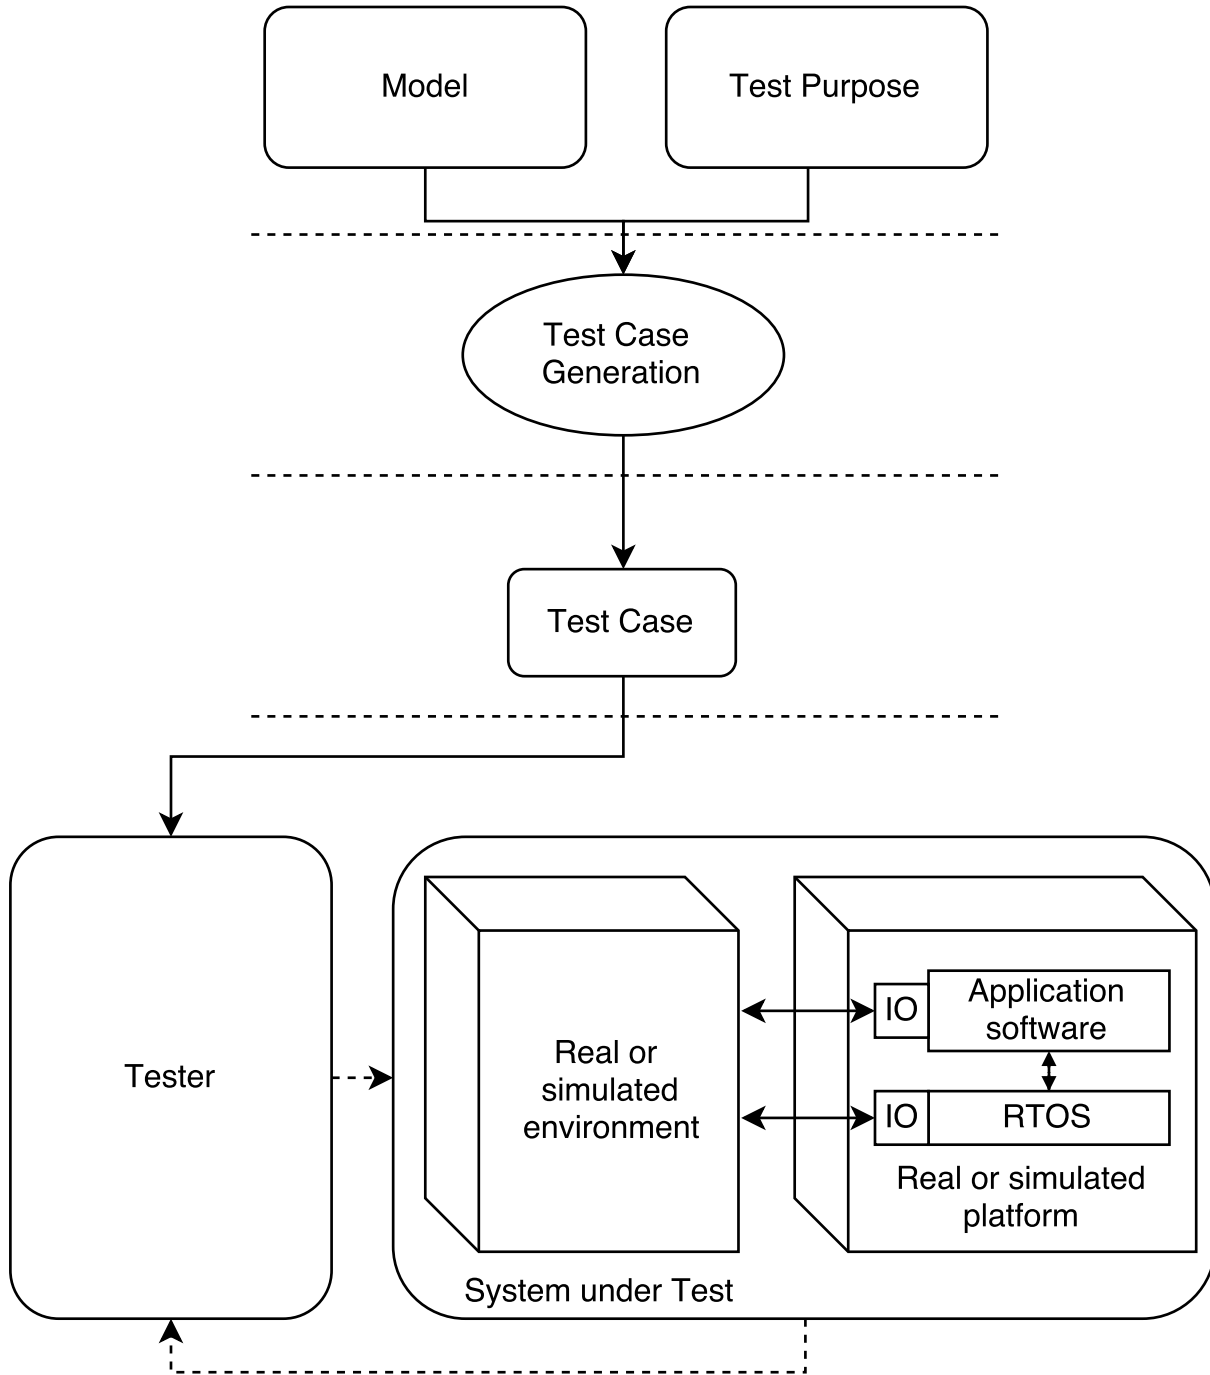 Model
Test Purpose
Test Case
Generation
Test Case
Tester
Real or
simulated
environment
IO
Application
software
IO
RTOS
Real or simulated
platform
System under Test